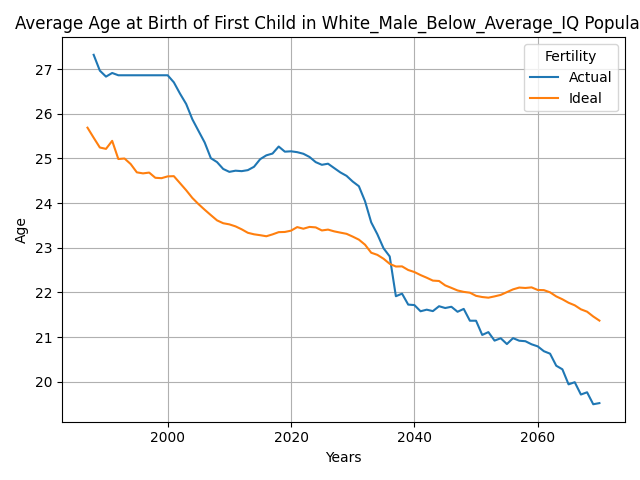 Average Age at Birth of First Child in White_Male_Below_Average_IQ Popula
Fertility
Actual
Ideal
27
26
25
24
23
22
21
20
Age
2000 2020 2040 2060
Years